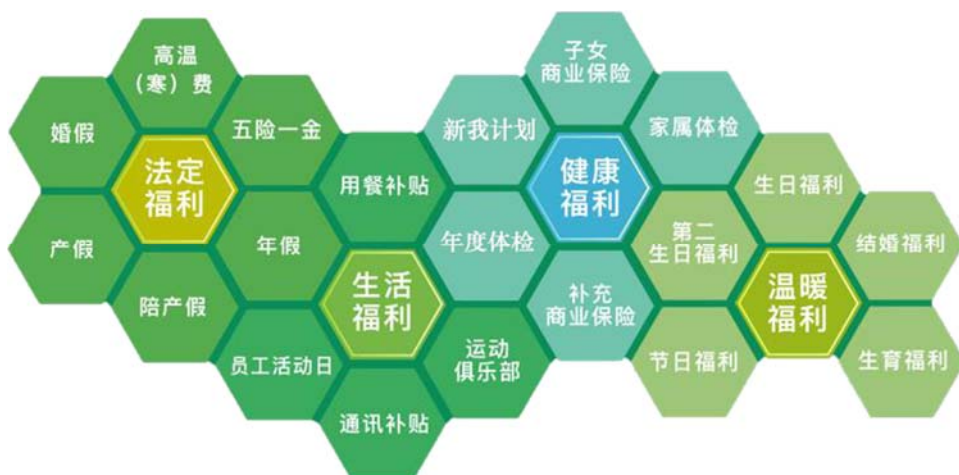 高温
（寒）费
婚假
五险一金
法定
福利
产假
年假
陪产假
用餐补贴
生活
福利
员工活动日
通讯补贴
运动
俱乐部
子女
商业保险
新我计划
家属体检
健康
福利
年度体检
补充
商业保险
第二
生日福利
生日福利
结婚福利
温暖
福利
节日福利
生育福利